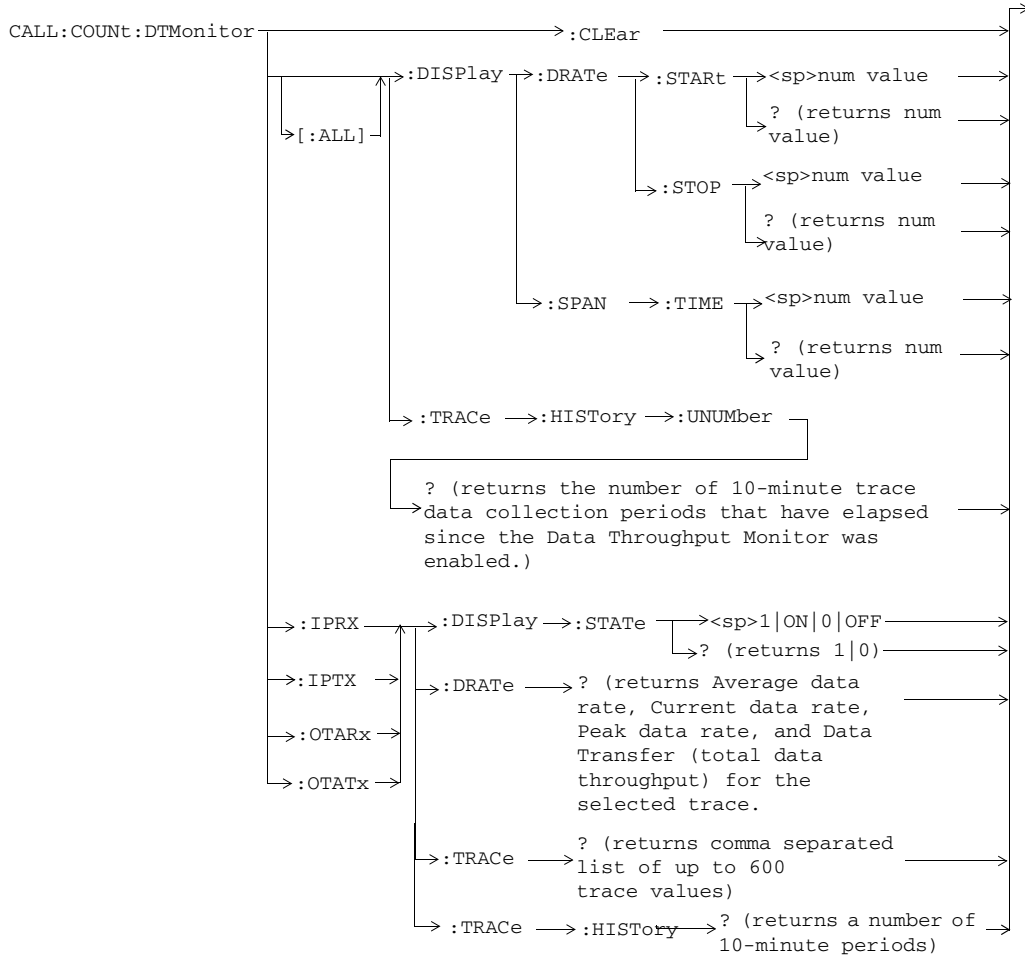 CALL:COUNt:DTMonitor :CLEar
:DISPlay :DRATe :STARt <sp>num value
[:ALL] ? (returns num
value)
:STOP <sp>num value
? (returns num
value)
:SPAN :TIME <sp>num value
? (returns num
value)
:TRACe :HISTory :UNUMber
? (returns the number of 10-minute trace
data collection periods that have elapsed
since the Data Throughput Monitor was
enabled.)
:IPRX :DISPlay :STATe <sp>1|ON|0|OFF
? (returns 1|0)
:IPTX :DRATe ? (returns Average data
rate, Current data rate,
:OTARx Peak data rate, and Data
Transfer (total data
:OTATx throughput) for the
selected trace.
:TRACe ? (returns comma separated
list of up to 600
trace values)
:TRACe :HISTory ? (returns a number of
10-minute periods)